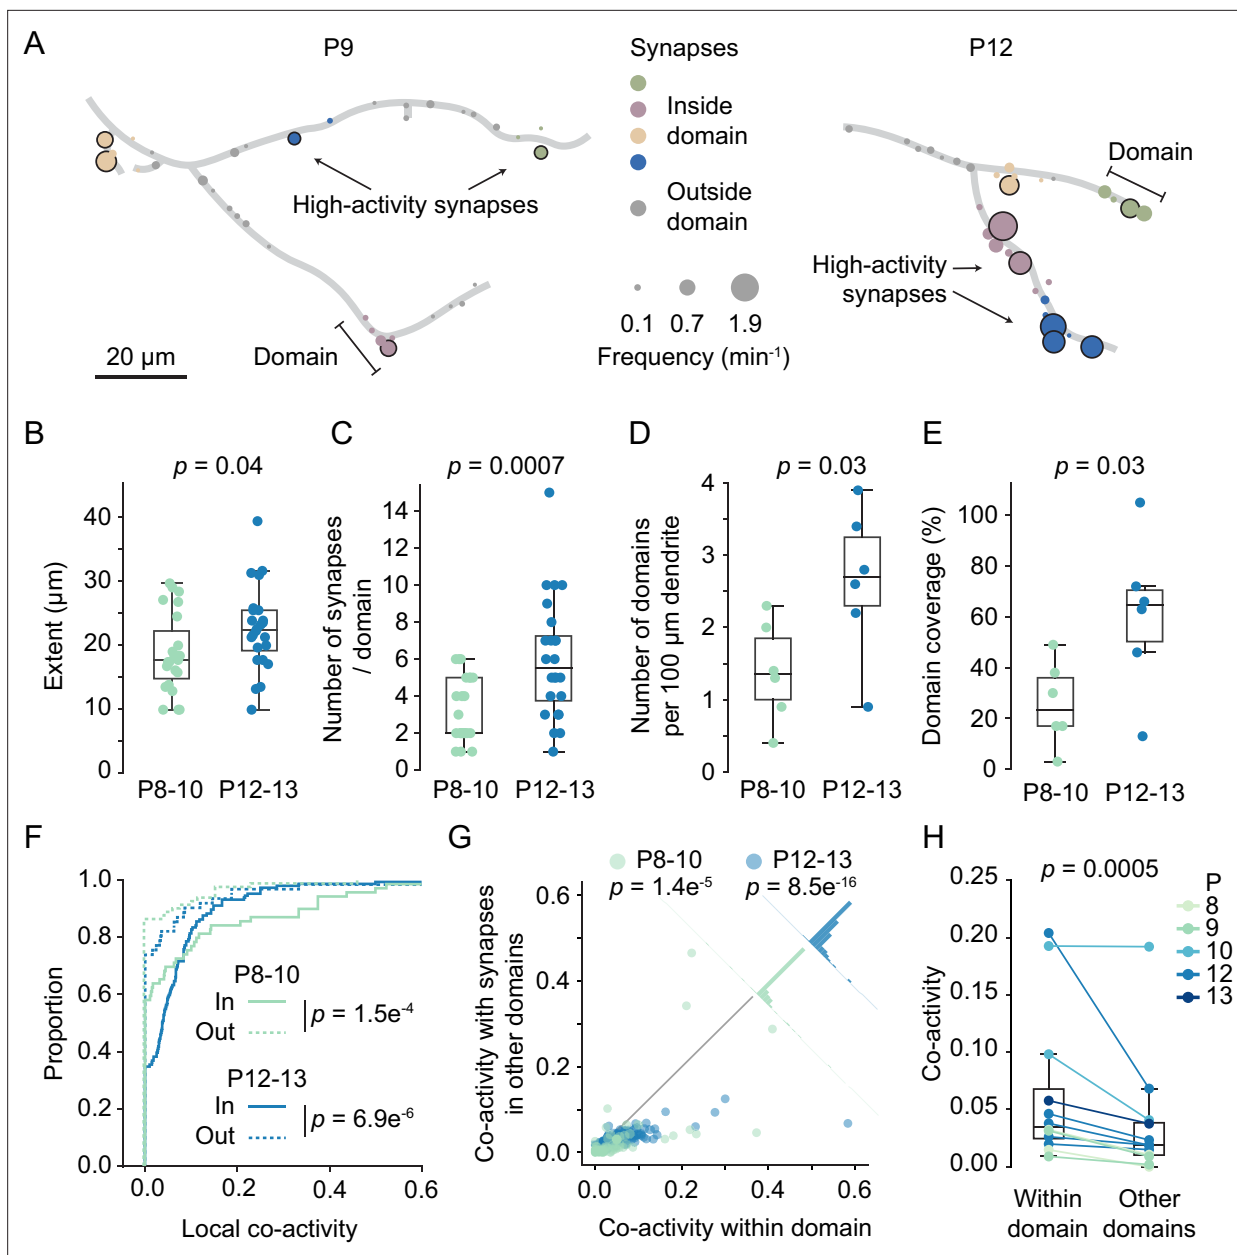 A
P9
Synapses
P12
Inside
domain
Domain
High-activity synapses
Outside
domain
High-activity
synapses
0.1 0.7 1.9
Domain
Frequency (min-1)
20 µm
B
p = 0.04
Extent (µm)
40
30
20
10
0
P8-10 P12-13
C
p = 0.0007
Number of synapses
/ domain
14
12
10
8
6
4
2
0
P8-10 P12-13
D
p = 0.03
Number of domains
per 100 µm dendrite
4
3
2
1
0
P8-10 P12-13
E
p = 0.03
Domain coverage (%)
100
80
60
40
20
0
P8-10 P12-13
F
Proportion
1.0
0.8
0.6
0.4
0.2
0.0
P8-10
In
Out
p = 1.5e-4
P12-13
In
Out
p = 6.9e-6
0.0 0.2 0.4 0.6
Local co-activity
G
P8-10 P12-13
p = 1.4e-5 p = 8.5e-16
Co-activity with synapses
in other domains
0.6
0.4
0.2
0.0
0.0 0.2 0.4 0.6
Co-activity within domain
H
p = 0.0005
P
8
9
10
12
13
Co-activity
0.25
0.20
0.15
0.10
0.05
0.00
Within
domain
Other
domains